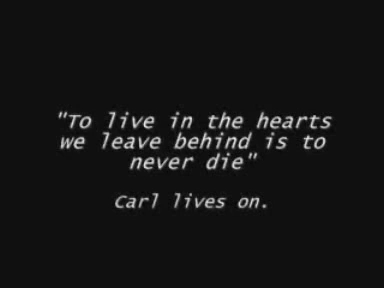 "To live in the hearts
we leave behind is to
never die"
Carl lives on.